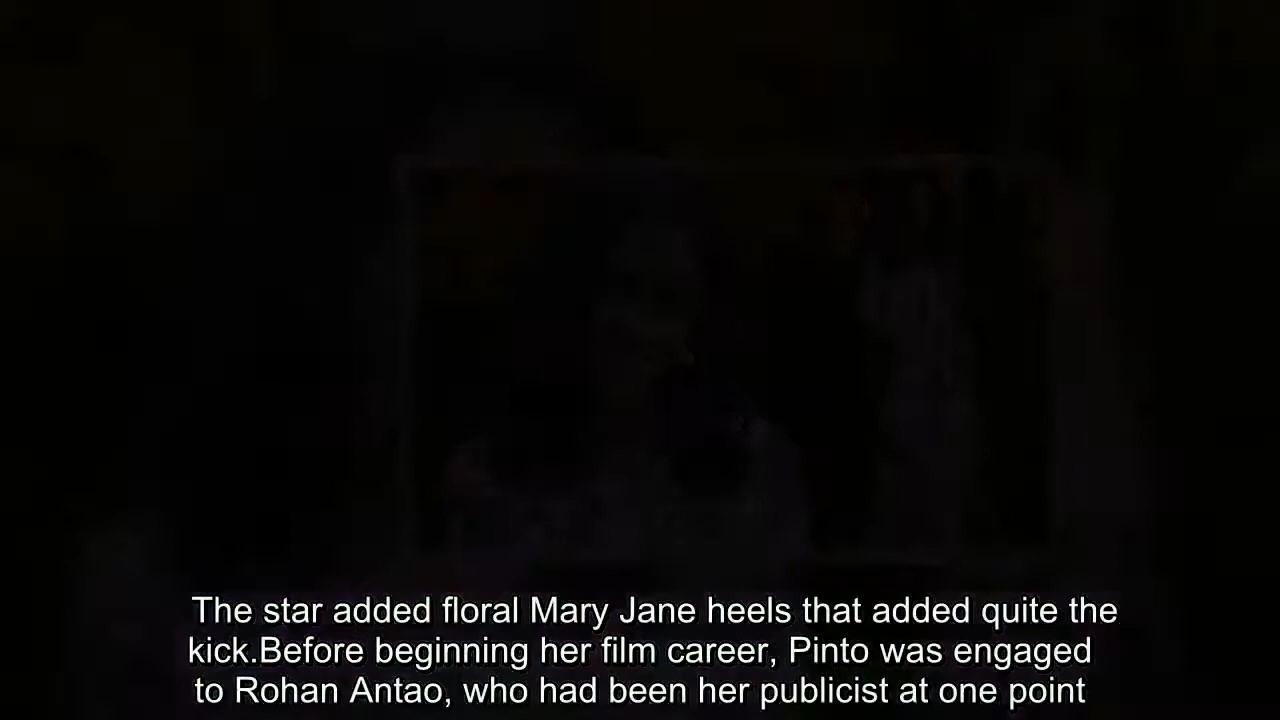 The star added floral Mary Jane heels that added quite the
kick.Before beginning her film career, Pinto was engaged
to Rohan Antao, who had been her publicist at one point